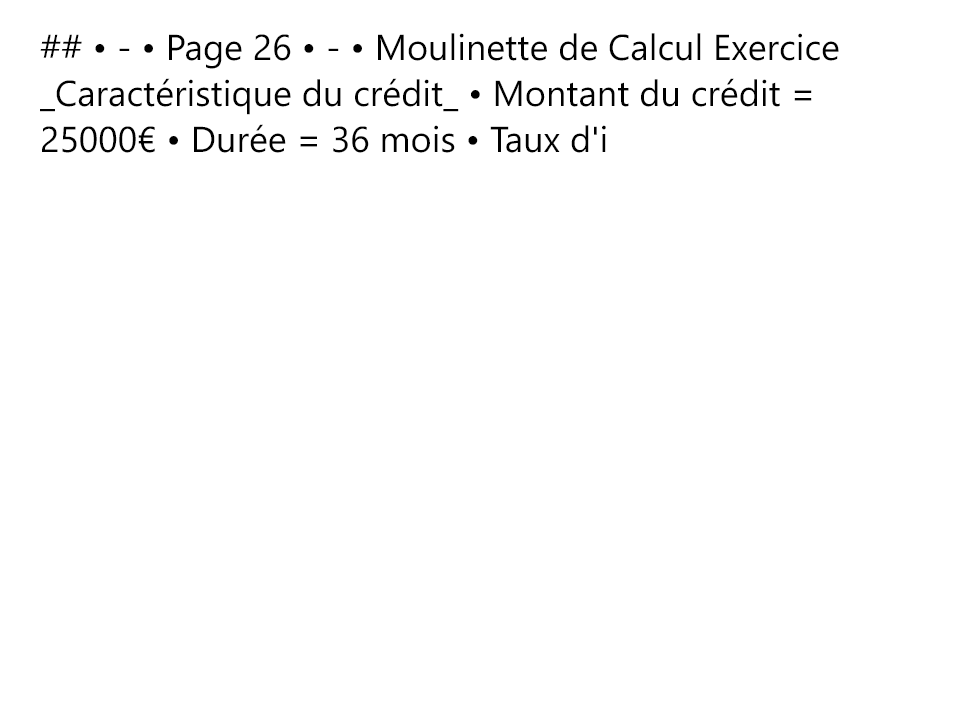 ## • - • Page 26 • - • Moulinette de Calcul Exercice
_Caractéristique du crédit_ • Montant du crédit =
25000€ • Durée = 36 mois • Taux d'i